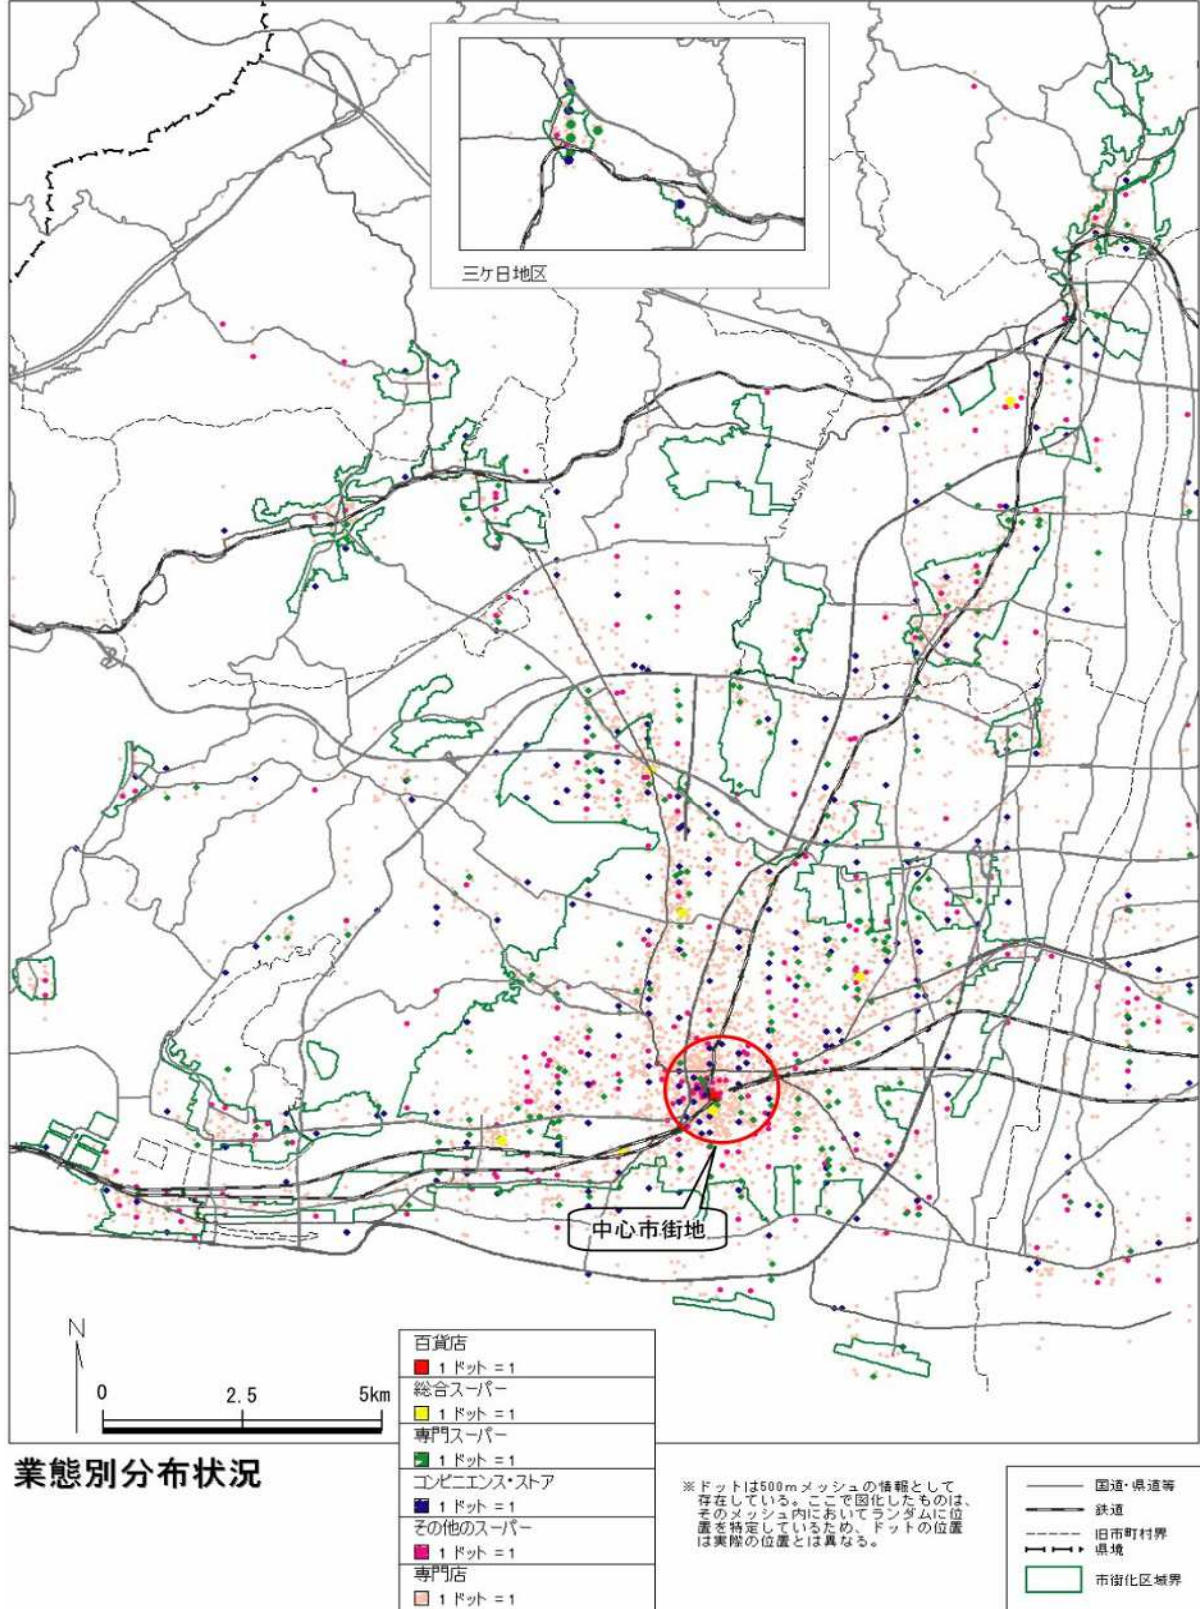 三ケ日地区
中心市街地
N
0 2.5 5km
業態別分布状況
百貨店
1 ドット =1
総合スーパー
1 ドット =1
専門スーパー
1 ドット =1
コンビニエンス・ストア
1 ドット =1
その他のスーパー
1 ドット =1
専門店
1 ドット =1
※ドットは500mメッシュの情報として
存在している。ここで図化したものは、
そのメッシュ内においてランダムに位
置を特定しているため、ドットの位置
は実際の位置とは異なる。
国道・県道等
鉄道
旧市町村界
県境
市街化区域界